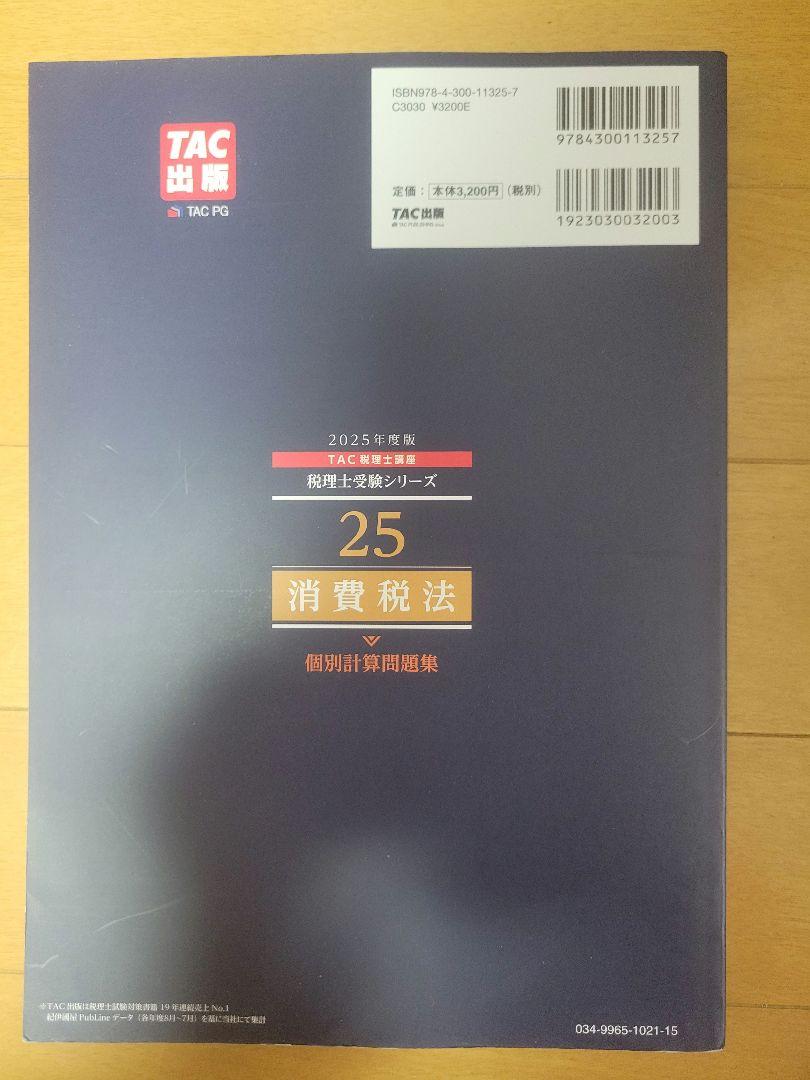 ISBN978-4-300-11325-7
C3030 ¥3200E
9784300113257
定価：本体3,200円（税別）
TAC出版
1923030032003
TAC
出版
TAC PG
2025年度版
TAC税理士講座
税理士受験シリーズ
25
消費税法
個別計算問題集
※TAC出版は税理士試験対策書籍 19年連続売上No.1
紀伊國屋PubLineデータ（各年度8月~7月）を基に当社にて集計
034-9965-1021-15